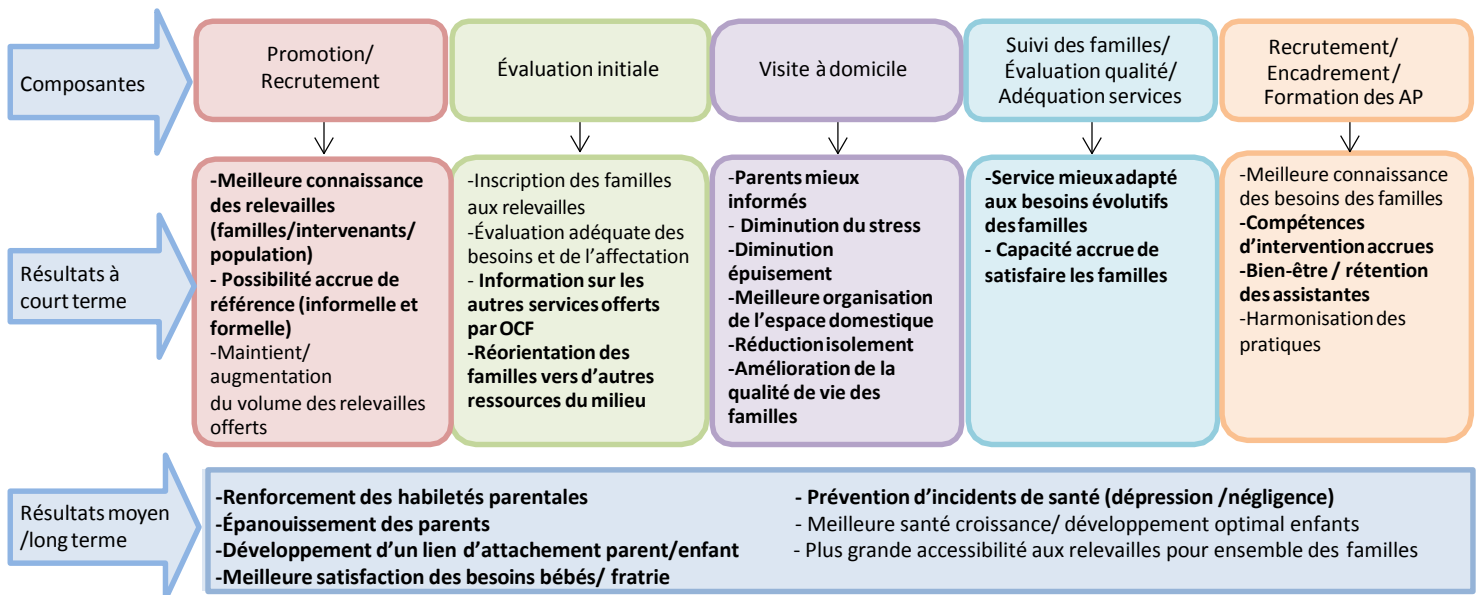 Composantes
Promotion/
Recrutement
Évaluation initiale
Visite à domicile
Suivi des familles/
Évaluation qualité/
Adéquation services
Recrutement/
Encadrement/
Formation des AP
Résultats à
court terme
-Meilleure connaissance
des relevailles
(familles/intervenants/
population)
- Possibilité accrue de
référence (informelle et
formelle)
-Maintient/
augmentation
du volume des relevailles
offerts
-Inscription des familles
aux relevailles
-Évaluation adéquate des
besoins et de l’affectation
- Information sur les
autres services offerts
par OCF
-Réorientation des
familles vers d’autres
ressources du milieu
-Parents mieux
informés
- Diminution du stress
-Diminution
épuisement
-Meilleure organisation
de l’espace domestique
-Réduction isolement
-Amélioration de la
qualité de vie des
familles
-Service mieux adapté
aux besoins évolutifs
des familles
- Capacité accrue de
satisfaire les familles
-Meilleure connaissance
des besoins des familles
-Compétences
d’intervention accrues
-Bien-être / rétention
des assistantes
-Harmonisation des
pratiques
Résultats moyen
/long terme
-Renforcement des habiletés parentales
-Épanouissement des parents
-Développement d’un lien d’attachement parent/enfant
-Meilleure satisfaction des besoins bébés/ fratrie
- Prévention d’incidents de santé (dépression /négligence)
- Meilleure santé croissance/ développement optimal enfants
- Plus grande accessibilité aux relevailles pour ensemble des familles